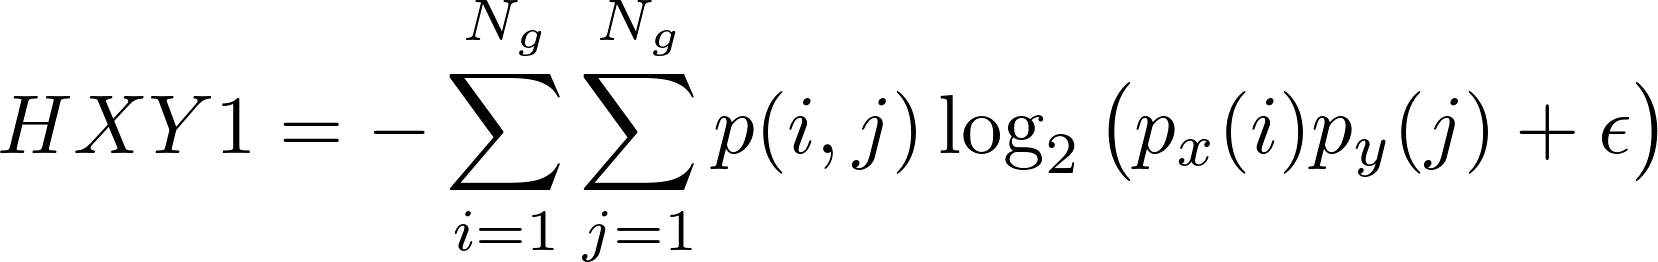 HXY1 = -\sum_{i=1}^{N_g} \sum_{j=1}^{N_g} p(i,j) \log_2 \left( p_x(i) p_y(j) + \epsilon \right)